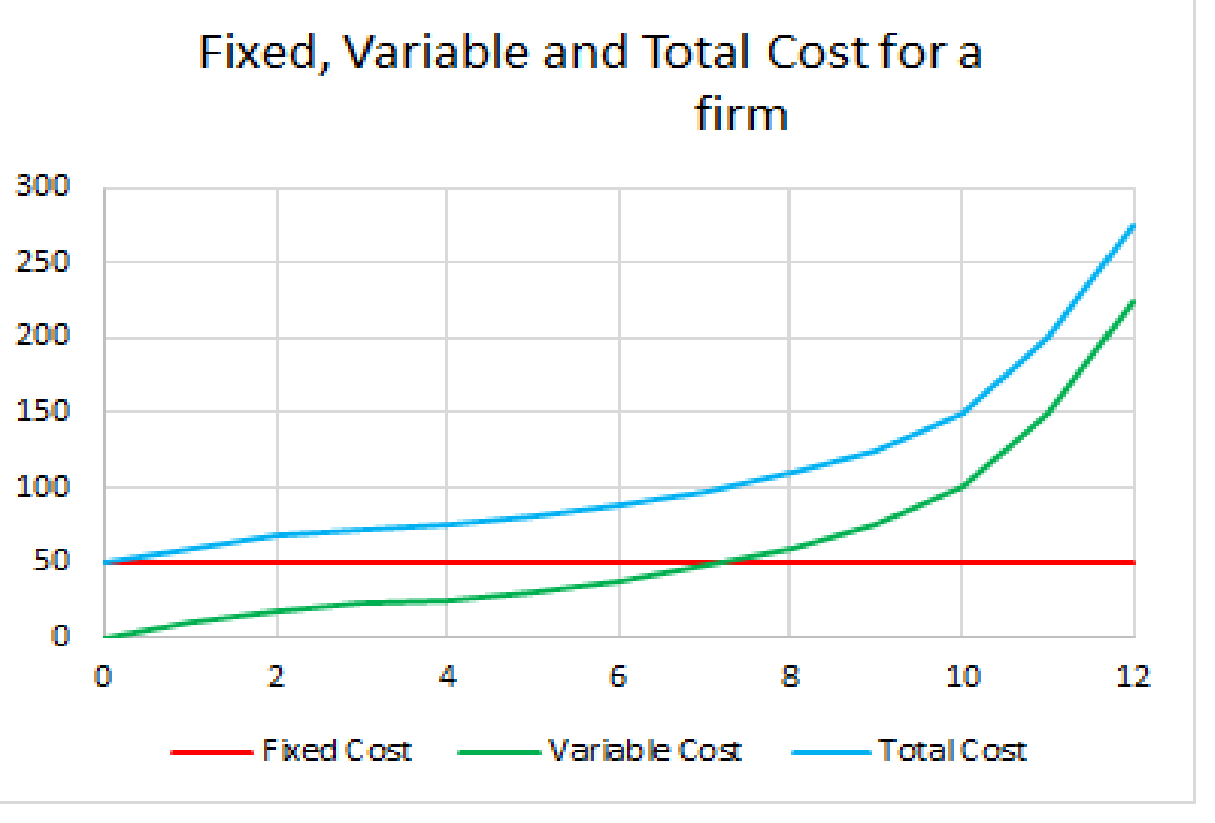 Fixed, Variable and Total Cost for a
firm
300
250
200
150
100
50
0
0 2 4 6 8 10 12
Fixed Cost Variable Cost Total Cost